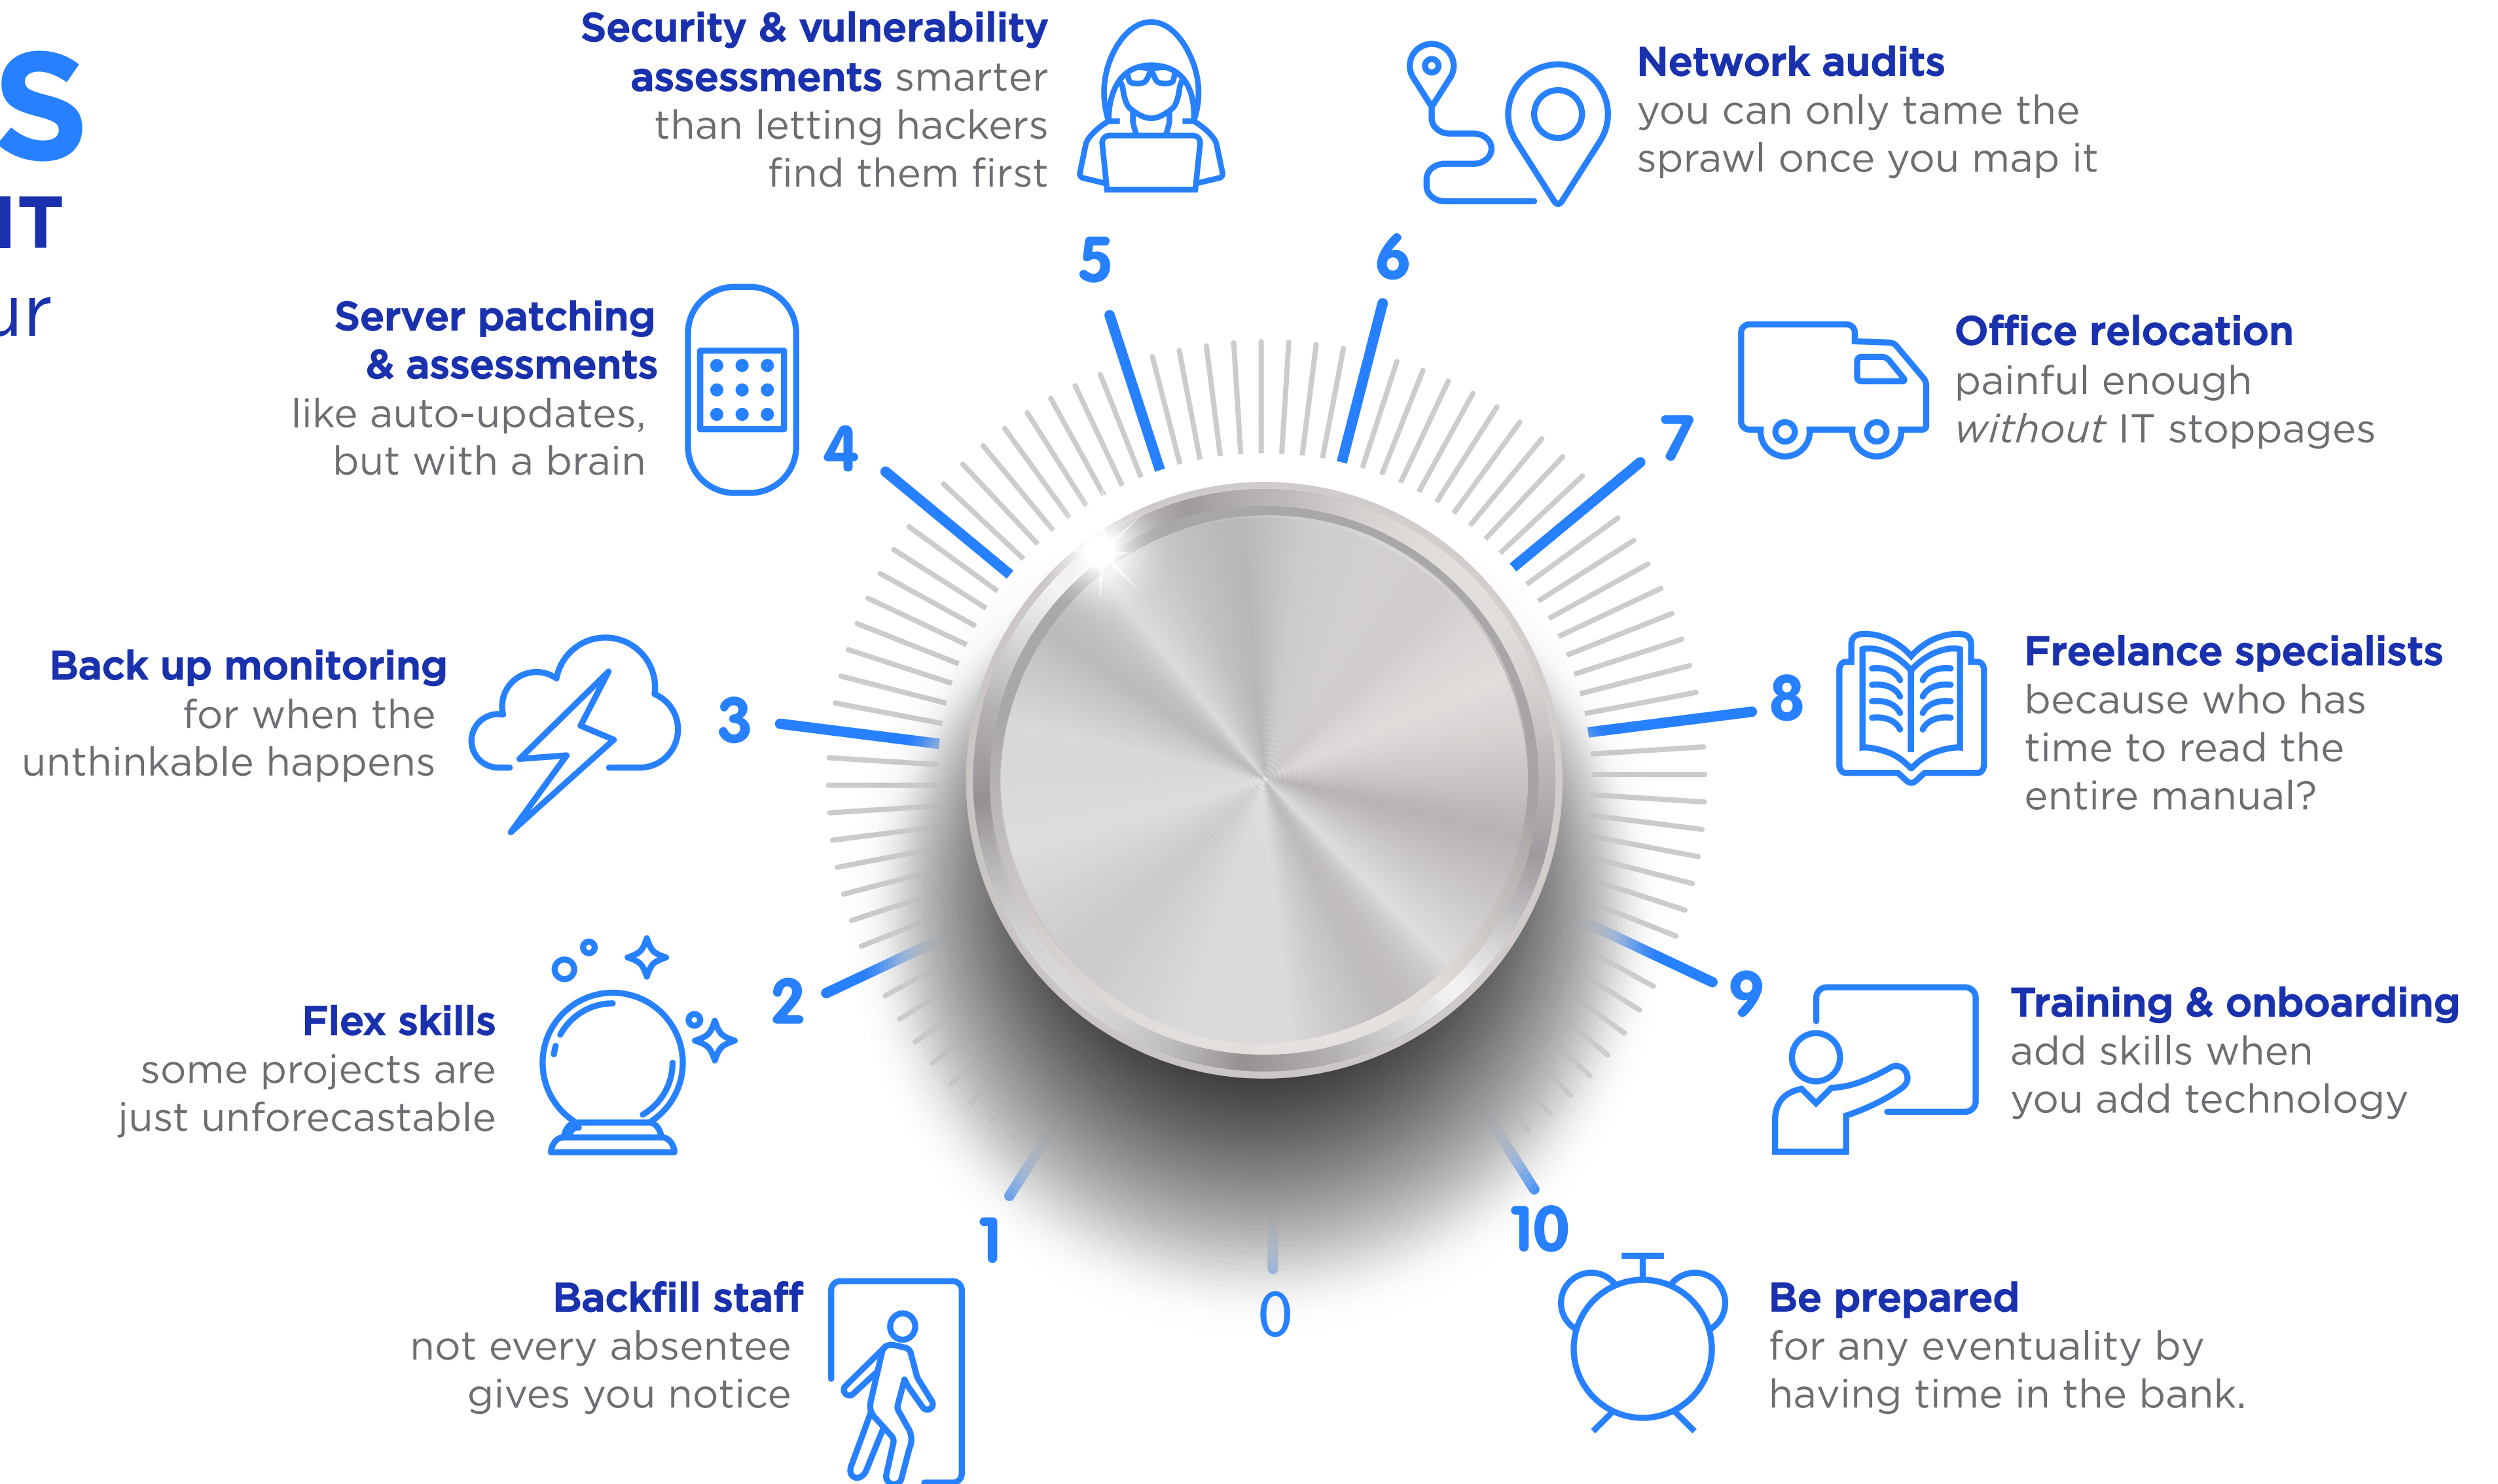 S
IT
ur
Security & vulnerability
assessments smarter
than letting hackers
find them first
5
6
Network audits
you can only tame the
sprawl once you map it
Server patching
& assessments
like auto-updates,
but with a brain
4
7
Office relocation
painful enough
without IT stoppages
Back up monitoring
for when the
unthinkable happens
3
8
Freelance specialists
because who has
time to read the
entire manual?
Flex skills
some projects are
just unforecastable
2
9
Training & onboarding
add skills when
you add technology
1
Backfill staff
not every absentee
gives you notice
0
10
Be prepared
for any eventuality by
having time in the bank.